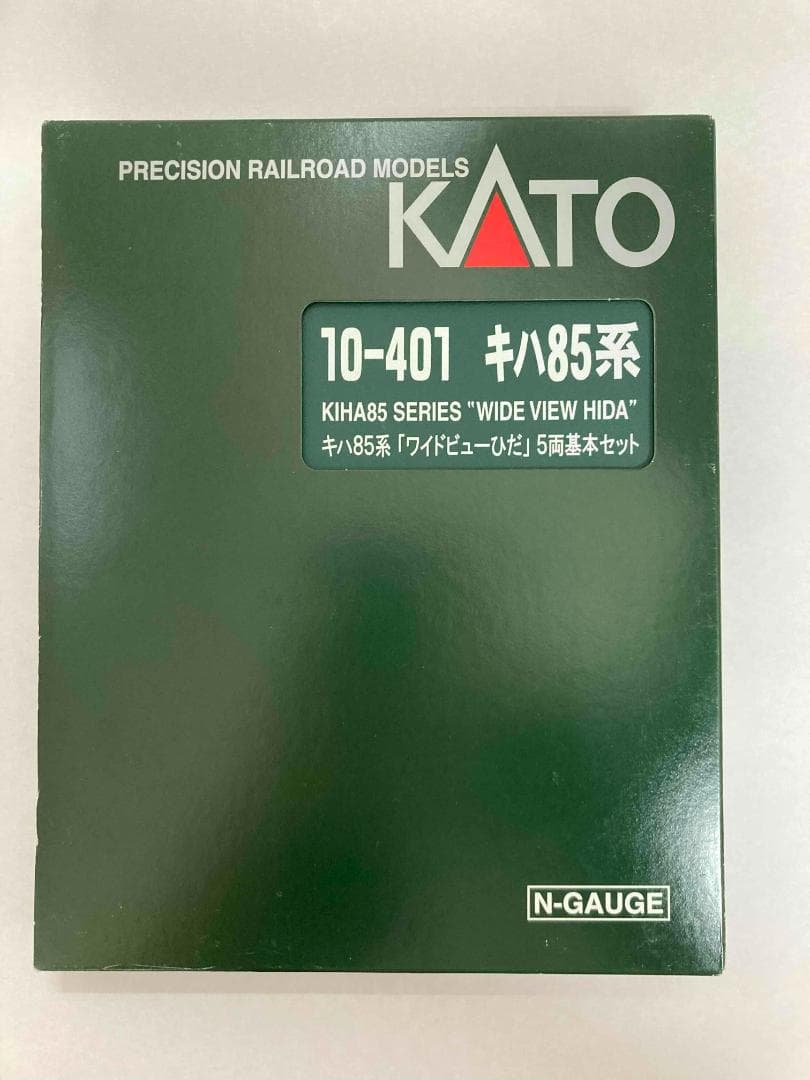 PRECISION RAILROAD MODELS
KATO
10-401 キハ85系
KIHA85 SERIES "WIDE VIEW HIDA"
キハ85系「ワイドビューひだ」5両基本セット
N-GAUGE